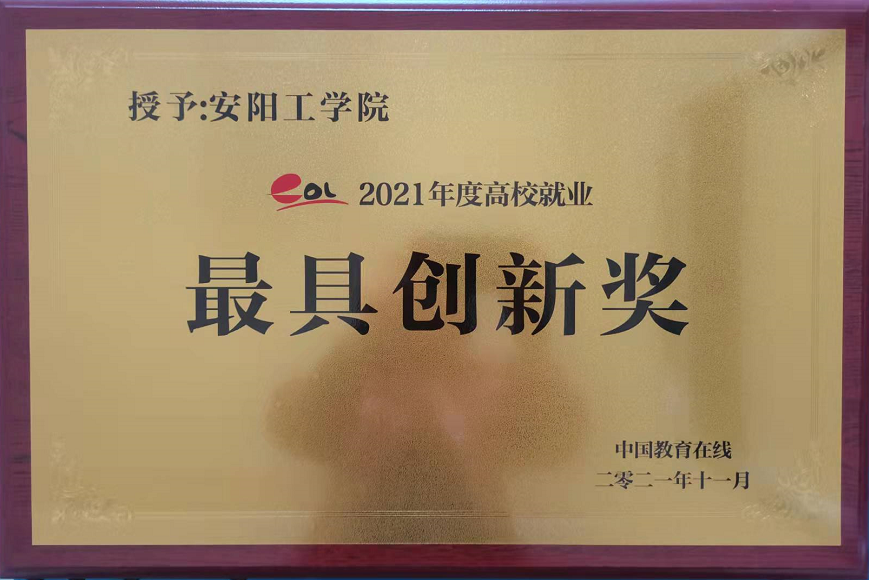 授予:安阳工学院
eOL 2021年度高校就业
最具创新奖
中国教育在线
二零二一年十一月